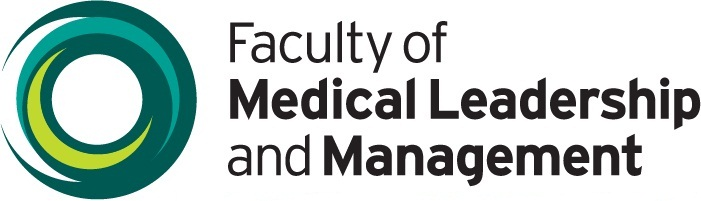 Faculty of
Medical Leadership
and Management